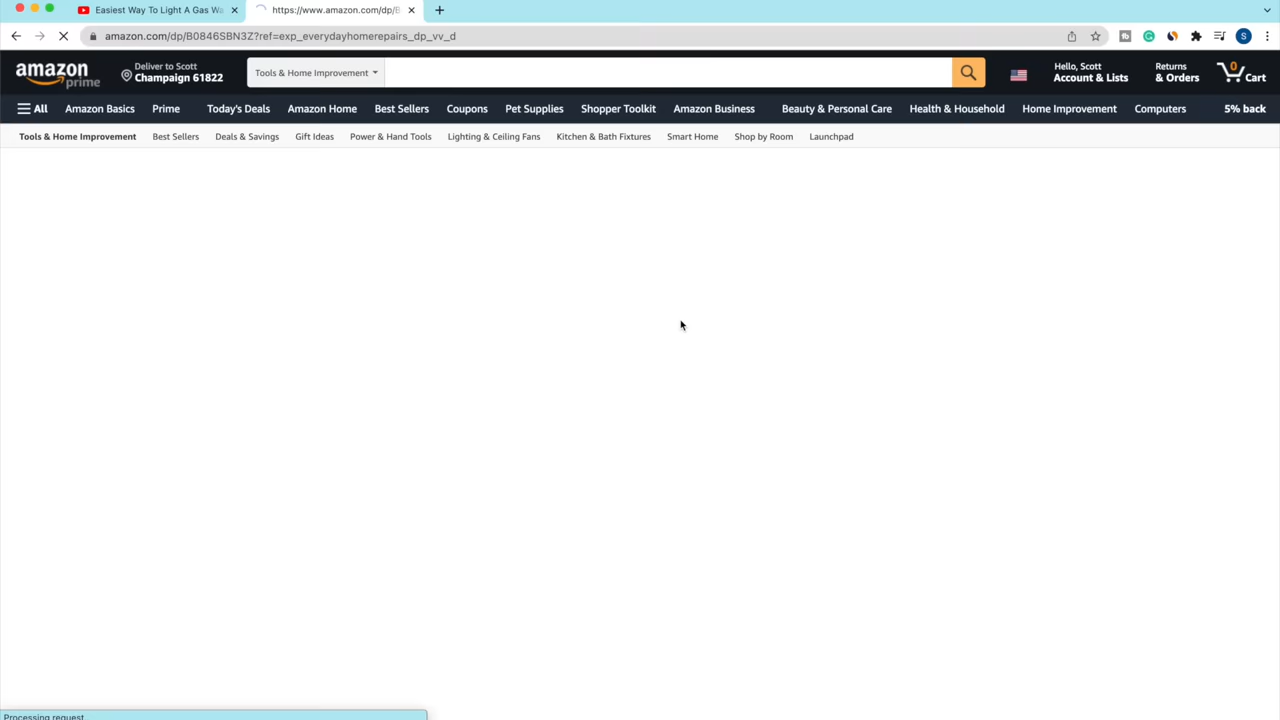 Easiest Way To Light A Gas Wa
https://www.amazon.com/dp/B
amazon.com/dp/B0846SBN3Z?ref=exp_everydayhomerepairs_dp_vv_d
S
amazon
prime
Deliver to Scott
Champaign 61822
Tools & Home Improvement
Hello, Scott
Account & Lists
Returns
& Orders
0
Cart
All
Amazon Basics
Prime
Today's Deals
Amazon Home
Best Sellers
Coupons
Pet Supplies
Shopper Toolkit
Amazon Business
Beauty & Personal Care
Health & Household
Home Improvement
Computers
5% back
Tools & Home Improvement
Best Sellers
Deals & Savings
Gift Ideas
Power & Hand Tools
Lighting & Ceiling Fans
Kitchen & Bath Fixtures
Smart Home
Shop by Room
Launchpad
Processing request